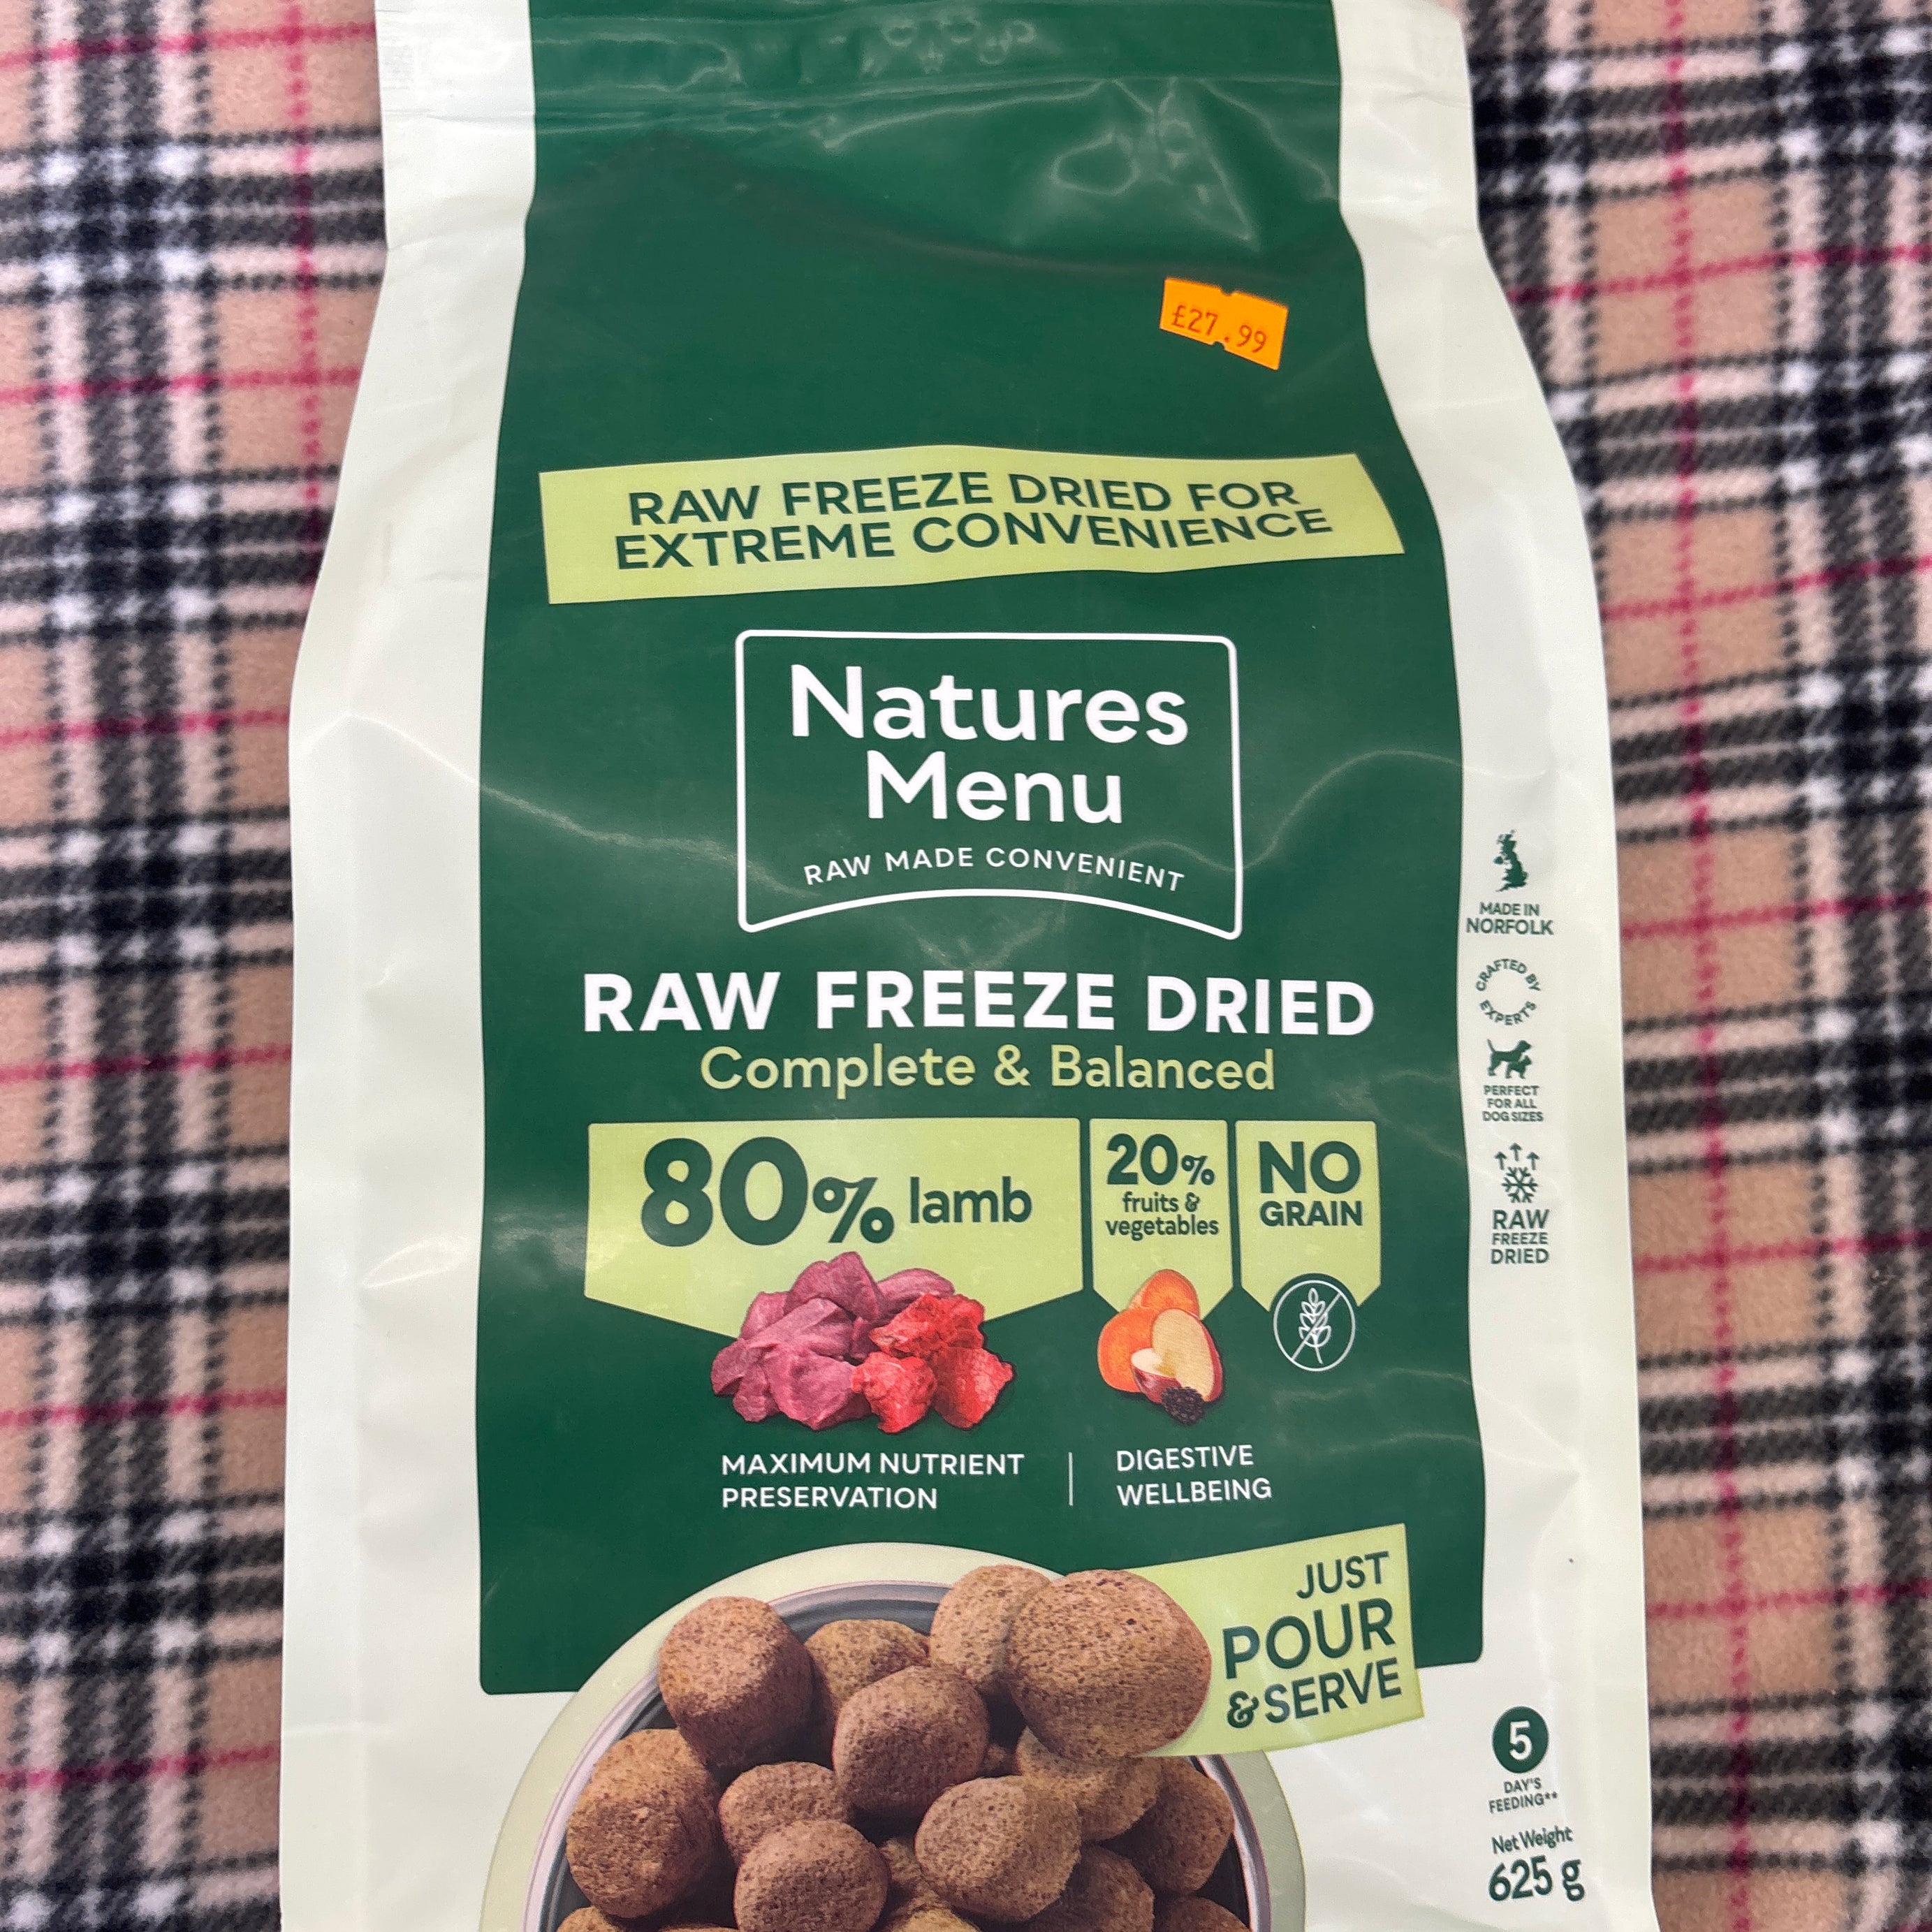 £27.99
RAW FREEZE DRIED FOR
EXTREME CONVENIENCE
Natures
Menu
RAW MADE CONVENIENT
RAW FREEZE DRIED
Complete & Balanced
80% lamb
20%
fruits &
vegetables
NO
GRAIN
MAXIMUM NUTRIENT
PRESERVATION
DIGESTIVE
WELLBEING
JUST
POUR
&SERVE
MADE IN
NORFOLK
CRAFTED BY
EXPERTS
PERFECT
FOR ALL
DOG SIZES
RAW
FREEZE
DRIED
5
DAY'S
FEEDING**
Net Weight
625 g